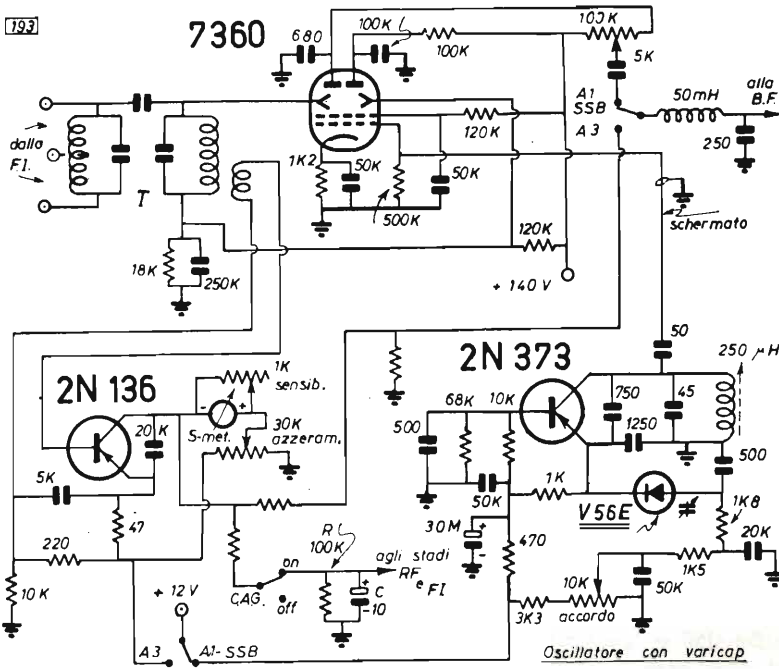 193
7360
680
100K
100K
100K
5K
A1
SSB
A3
50mH
alla
B.F.
250
dalla
F.I.
T
1K2
50K
500K
50K
120K
120K
+ 140 V
schermato
18K
250K
50
2N 136
1K
sensib.
- +
S-met.
30K
azzeram.
20K
5K
47
220
10K
+ 12 V
A3
A1-SSB
C.A.G.
on
off
R
100K
agli stadi
RF e FI
+
C
-10
2N 373
68K
10K
500
50K
30M
+
-
470
1K
3K3
10K
accordo
750
1250
45
250 µH
500
V56E
1K8
20K
1K5
50K
Oscillatore con varicap